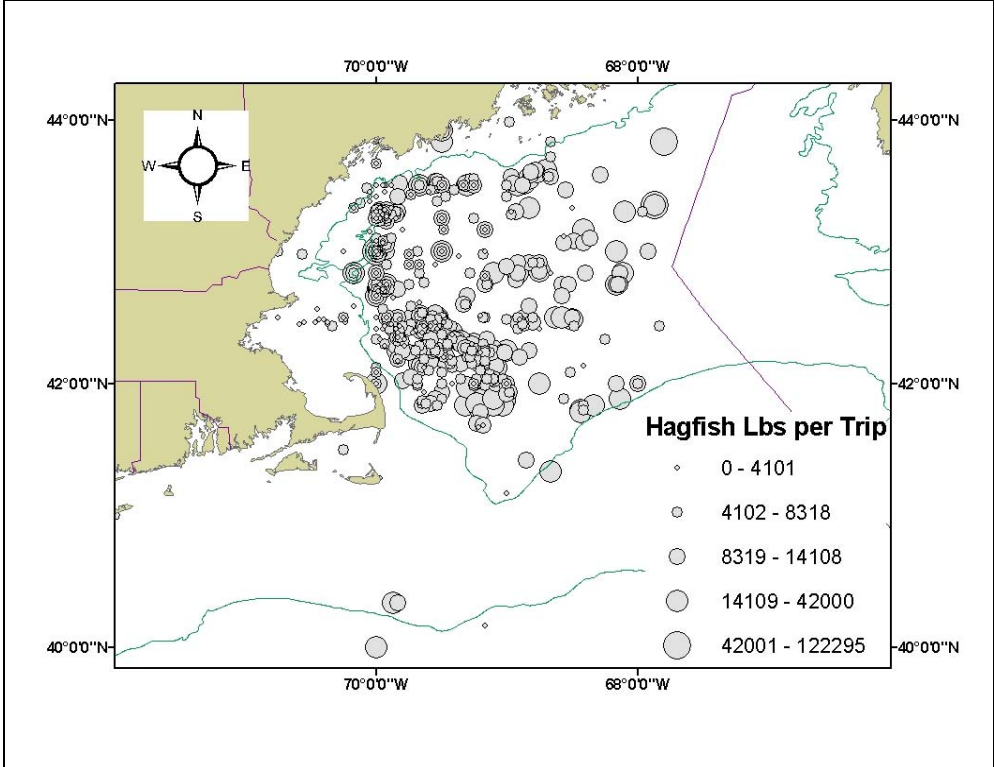 70°0'0"W 68°0'0"W
44°0'0"N 44°0'0"N
N
W E
S
42°0'0"N 42°0'0"N
Hagfish Lbs per Trip
0 - 4101
4102 - 8318
8319 - 14108
14109 - 42000
42001 - 122295
40°0'0"N 40°0'0"N
70°0'0"W 68°0'0"W